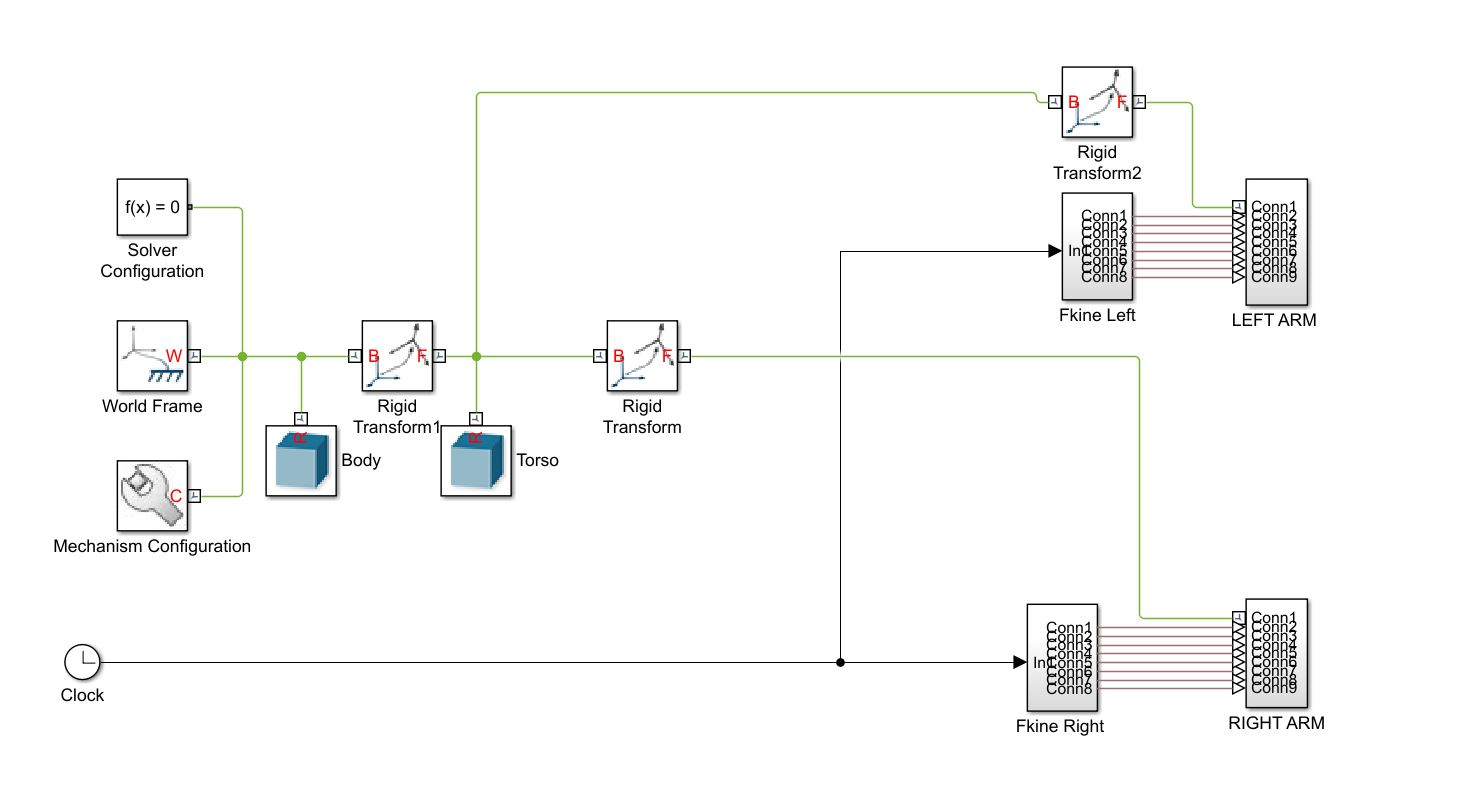 B
F
Rigid
Transform2
f(x) = 0
Solver
Configuration
Conn1
Conn2
Conn3
Conn4
Conn5
Conn6
Conn7
Conn8
In1
Fkine Left
Conn1
Conn2
Conn3
Conn4
Conn5
Conn6
Conn7
Conn8
Conn9
LEFT ARM
W
World Frame
B
F
Rigid
Transform1
B
F
Rigid
Transform
R
Body
R
Torso
C
Mechanism Configuration
Clock
Conn1
Conn2
Conn3
Conn4
Conn5
Conn6
Conn7
Conn8
In1
Fkine Right
Conn1
Conn2
Conn3
Conn4
Conn5
Conn6
Conn7
Conn8
Conn9
RIGHT ARM